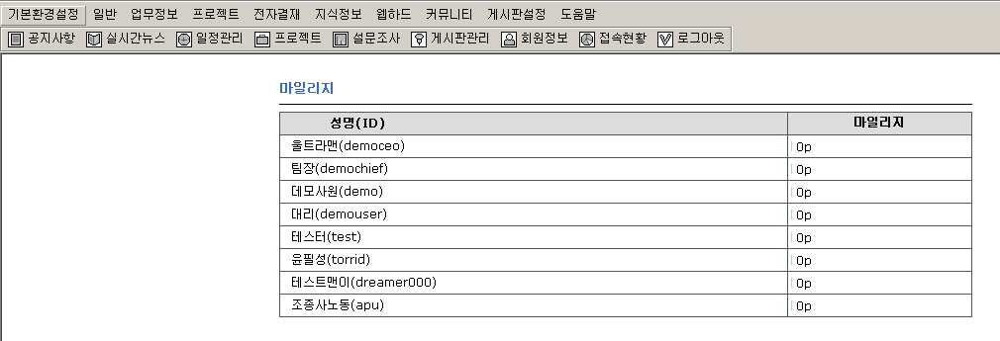 기본환경설정 일반 업무정보 프로젝트 전자결재 지식정보 웹하드 커뮤니티 게시판설정 도움말
공지사항 실시간뉴스 일정관리 프로젝트 설문조사 게시판관리 회원정보 접속현황 로그아웃
마일리지
성명(ID) 마일리지
울트라맨(democeo) 0p
팀장(demochief) 0p
데모사원(demo) 0p
대리(demouser) 0p
테스터(test) 0p
윤필성(torrid) 0p
테스트맨이(dreamer000) 0p
조종사노동(apu) 0p